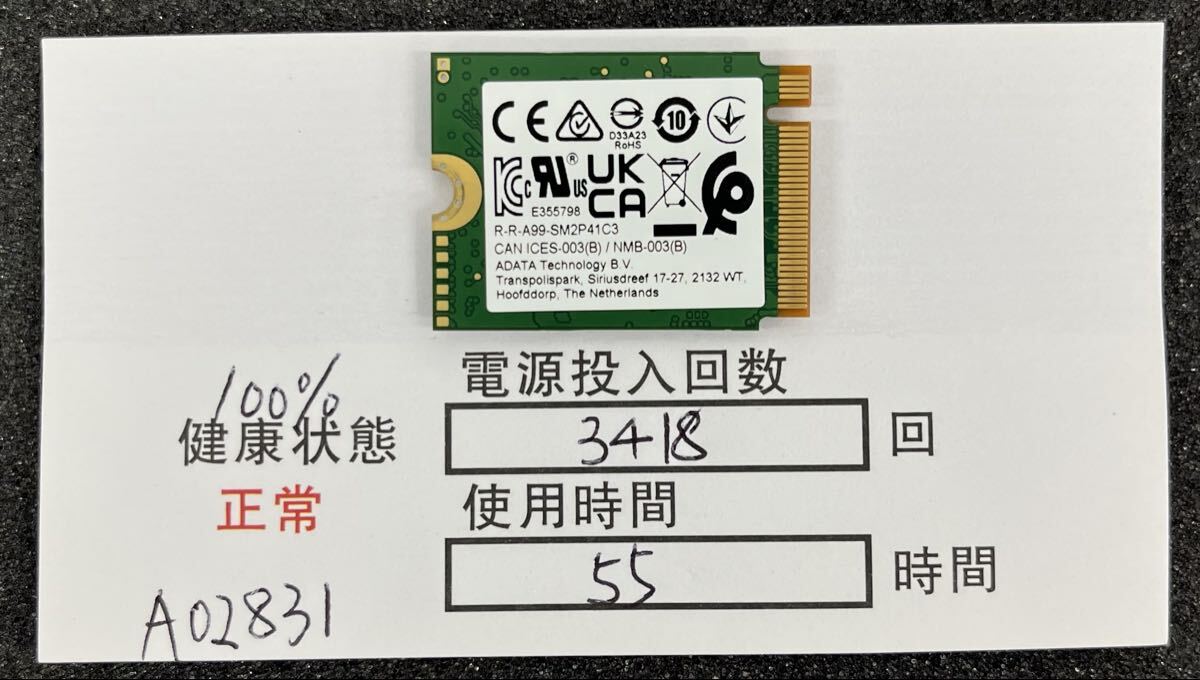 CE
D33A23
RoHS
10
UK
CA
E355798
R-R-A99-SM2P41C3
CAN ICES-003(B) / NMB-003(B)
ADATA Technology B.V.
Transpolispark, Siriusdreef 17-27, 2132 WT,
Hoofddorp, The Netherlands
電源投入回数
100%
健康状態
3418 回
正常
使用時間
55 時間
A02831